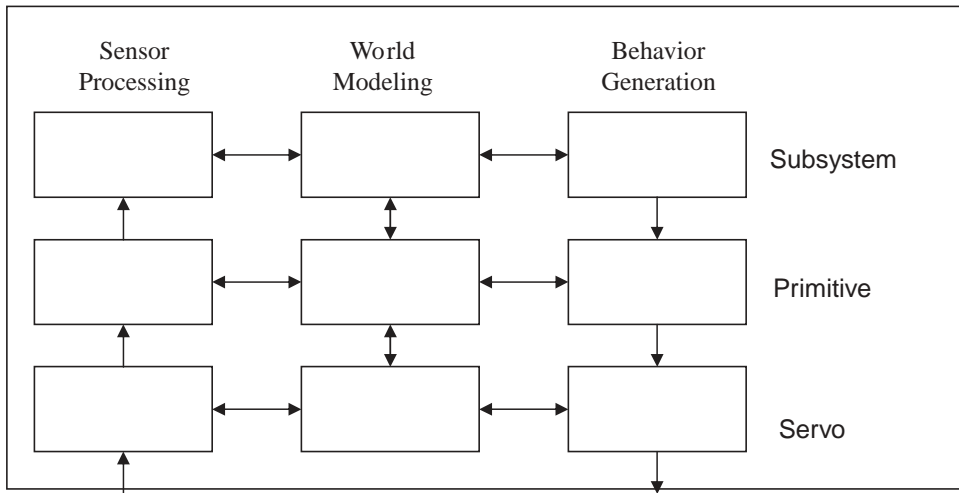 Sensor
Processing
World
Modeling
Behavior
Generation
Subsystem
Primitive
Servo